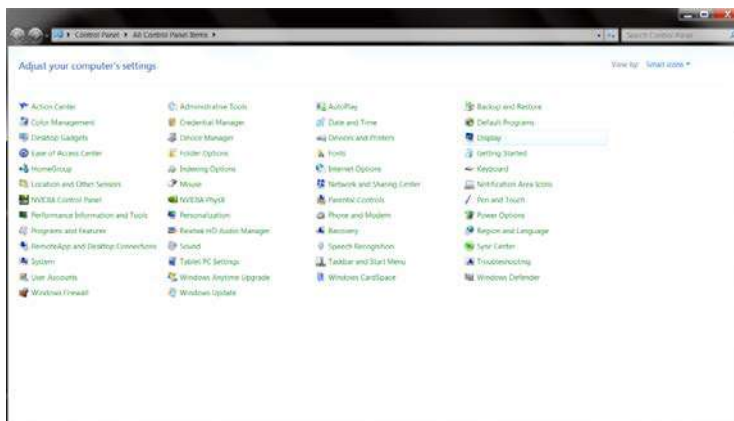 Control Panel All Control Panel Items
Search Control Panel
Adjust your computer's settings
View by: Small icons
Action Center Administrative Tools AutoPlay Backup and Restore
Color Management Credential Manager Date and Time Default Programs
Desktop Gadgets Device Manager Devices and Printers Display
Ease of Access Center Folder Options Fonts Getting Started
HomeGroup Indexing Options Internet Options Keyboard
Location and Other Sensors Mouse Network and Sharing Center Notification Area Icons
NVIDIA Control Panel NVIDIA PhysX Parental Controls Pen and Touch
Performance Information and Tools Personalization Phone and Modem Power Options
Programs and Features Realtek HD Audio Manager Recovery Region and Language
RemoteApp and Desktop Connections Sound Speech Recognition Sync Center
System Tablet PC Settings Taskbar and Start Menu Troubleshooting
User Accounts Windows Anytime Upgrade Windows CardSpace Windows Defender
Windows Firewall Windows Update